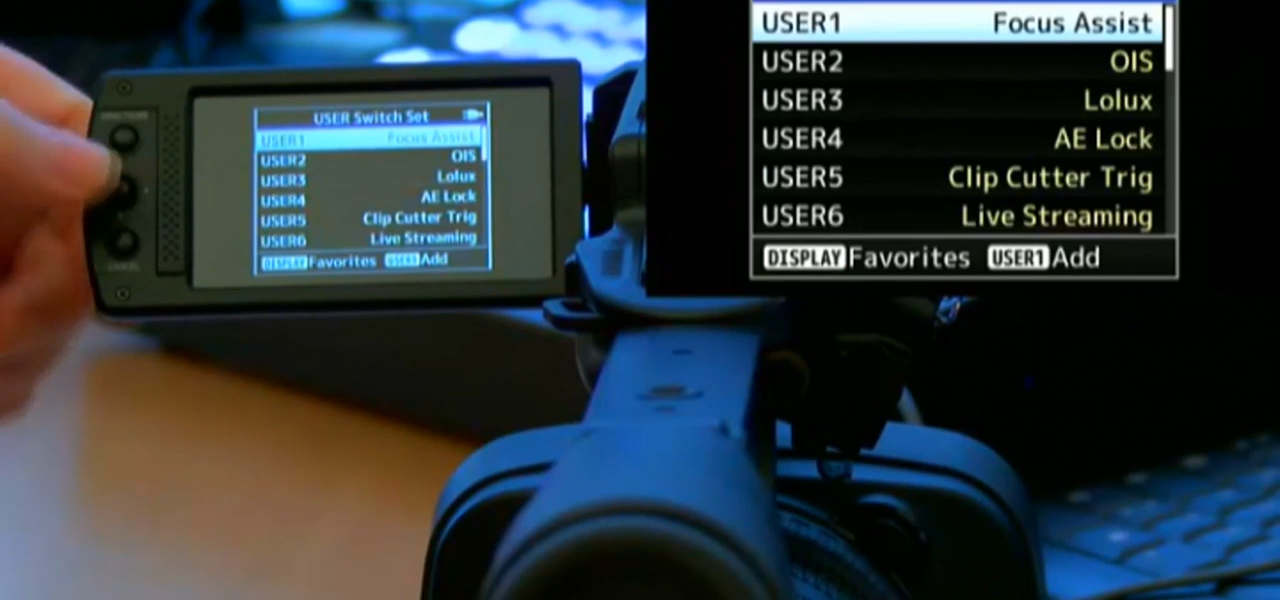 USER Switch Set
USER1 Focus Assist
USER2 OIS
USER3 Lolux
USER4 AE Lock
USER5 Clip Cutter Trig
USER6 Live Streaming
DISPLAY Favorites USER1 Add
CANCEL
USER1 Focus Assist
USER2 OIS
USER3 Lolux
USER4 AE Lock
USER5 Clip Cutter Trig
USER6 Live Streaming
DISPLAY Favorites USER1 Add